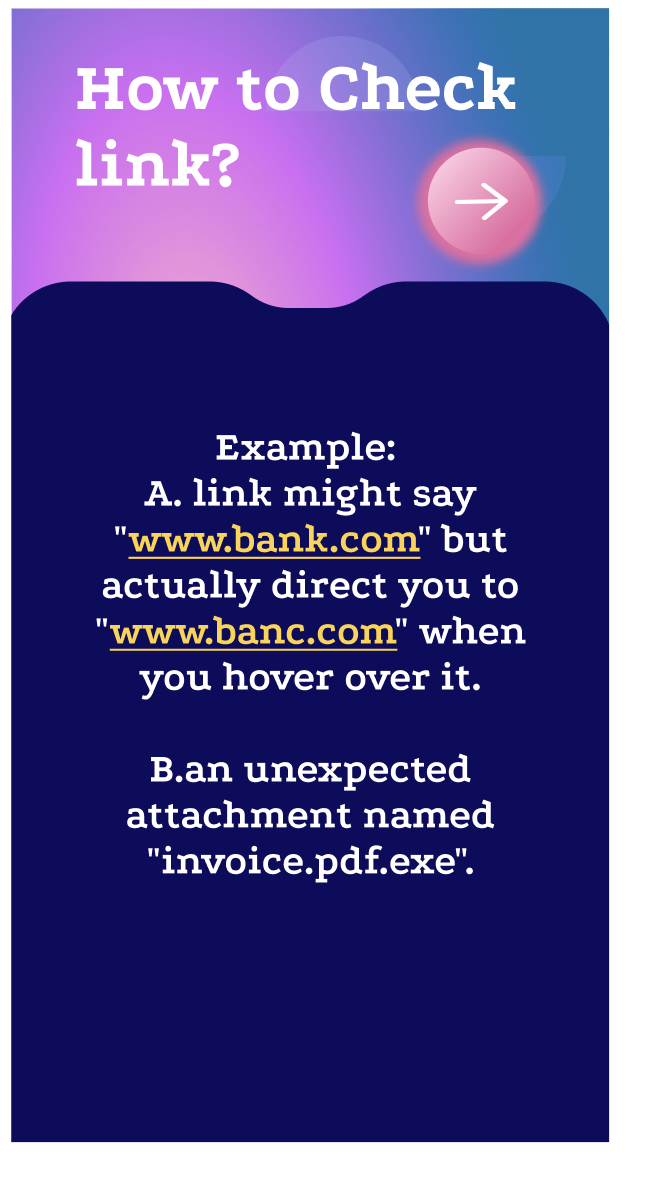 How to Check
link?
Example:
A. link might say
"www.bank.com" but
actually direct you to
"www.banc.com" when
you hover over it.
B.an unexpected
attachment named
"invoice.pdf.exe".